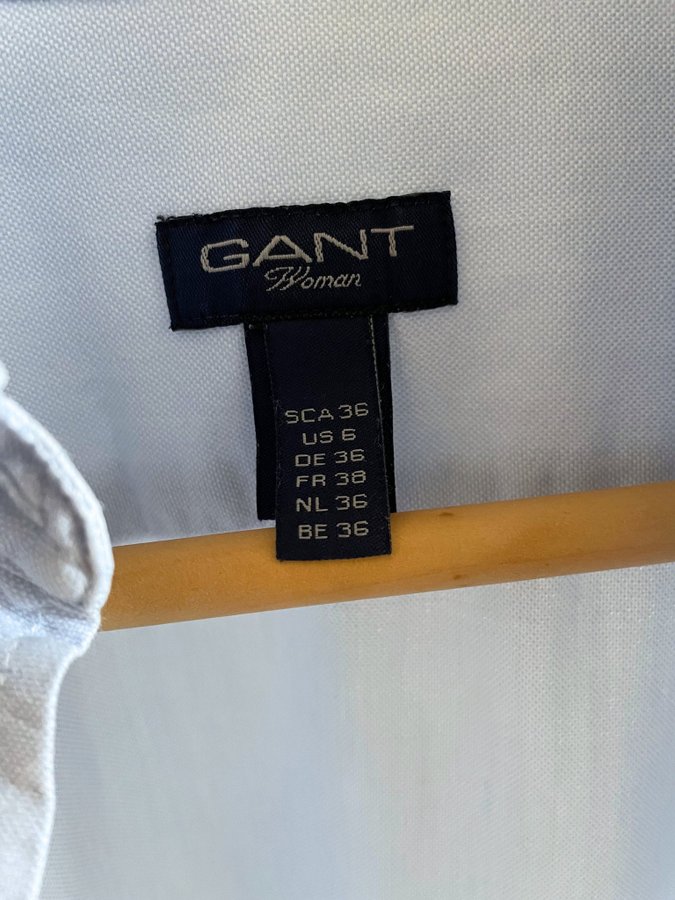 GANT
Woman
SCA 36
US 6
DE 36
FR 38
NL 36
BE 36